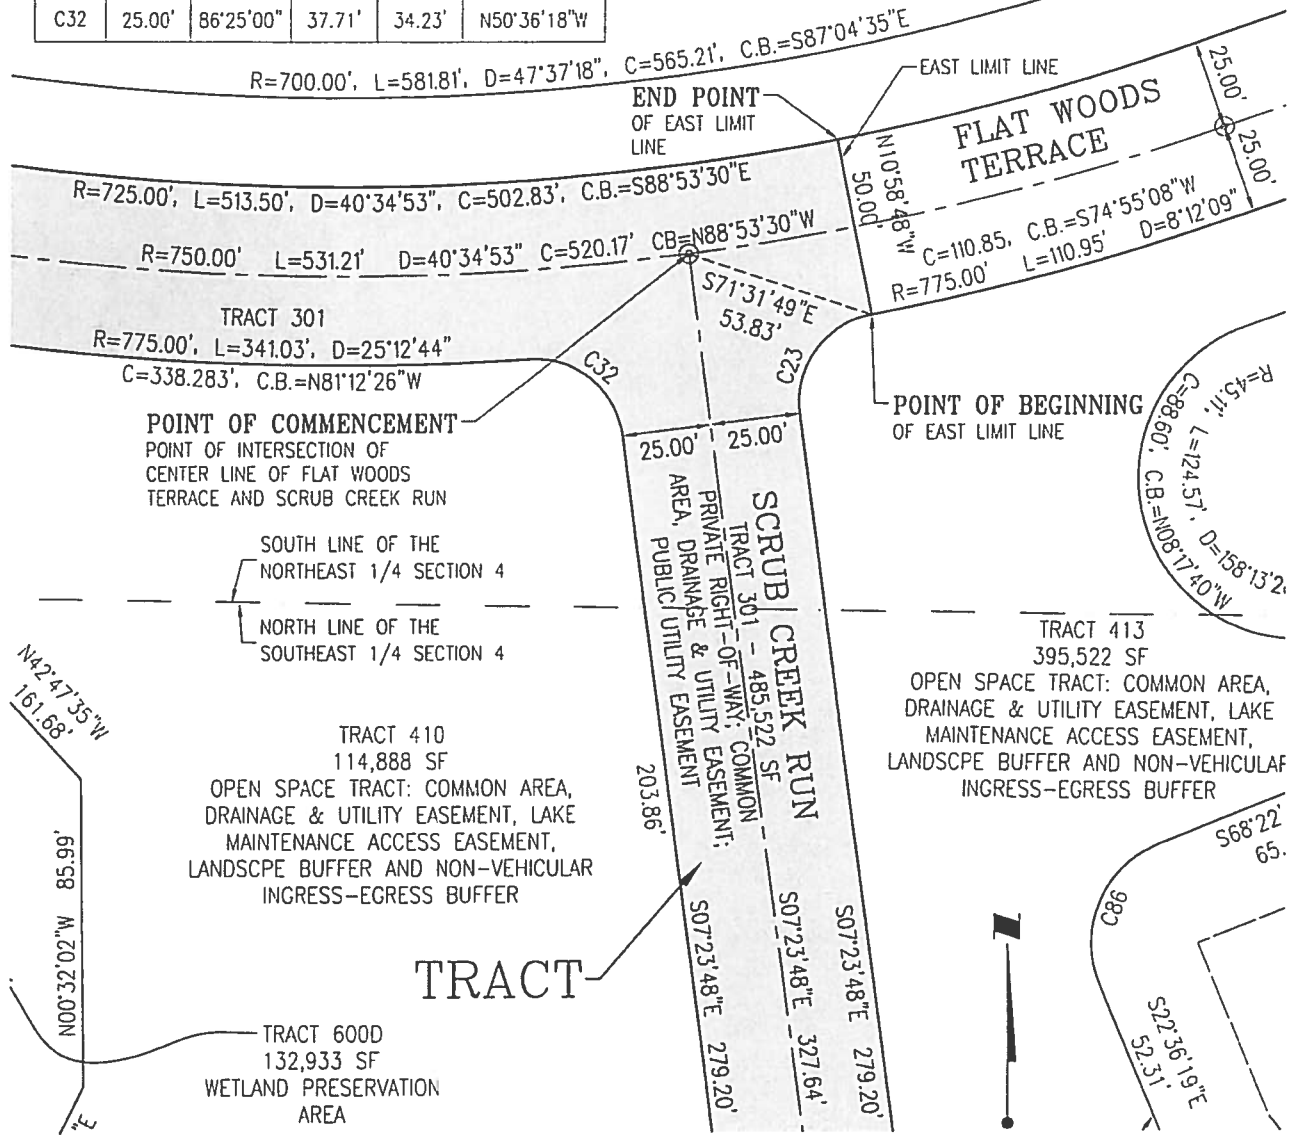 C32 25.00' 86°25'00" 37.71' 34.23' N50°36'18"W
R=700.00', L=581.81', D=47°37'18", C=565.21', C.B.=S87°04'35"E
EAST LIMIT LINE
END POINT
OF EAST LIMIT
LINE
FLAT WOODS
TERRACE
25.00'
25.00'
N10°58'48"W
50.00'
R=725.00', L=513.50', D=40°34'53", C=502.83', C.B.=S88°53'30"E
R=750.00' L=531.21' D=40°34'53" C=520.17' CB=N88°53'30"W
C=110.85, C.B.=S74°55'08"W
R=775.00' L=110.95' D=8°12'09"
S71°31'49"E
53.83'
TRACT 301
R=775.00', L=341.03', D=25°12'44"
C=338.283', C.B.=N81°12'26"W
C32
C23
POINT OF COMMENCEMENT
POINT OF INTERSECTION OF
CENTER LINE OF FLAT WOODS
TERRACE AND SCRUB CREEK RUN
POINT OF BEGINNING
OF EAST LIMIT LINE
R=45.11', L=124.57', D=158°13'2
C=88.60', C.B.=N08°17'40"W
25.00' 25.00'
SCRUB CREEK RUN
TRACT 301 - 485,522 SF
PRIVATE RIGHT-OF-WAY; COMMON
AREA, DRAINAGE & UTILITY EASEMENT;
PUBLIC UTILITY EASEMENT
SOUTH LINE OF THE
NORTHEAST 1/4 SECTION 4
NORTH LINE OF THE
SOUTHEAST 1/4 SECTION 4
N42°47'35"W
161.68'
TRACT 410
114,888 SF
OPEN SPACE TRACT: COMMON AREA,
DRAINAGE & UTILITY EASEMENT, LAKE
MAINTENANCE ACCESS EASEMENT,
LANDSCPE BUFFER AND NON-VEHICULAR
INGRESS-EGRESS BUFFER
TRACT 413
395,522 SF
OPEN SPACE TRACT: COMMON AREA,
DRAINAGE & UTILITY EASEMENT, LAKE
MAINTENANCE ACCESS EASEMENT,
LANDSCPE BUFFER AND NON-VEHICULAR
INGRESS-EGRESS BUFFER
203.86'
S68°22'
65.
C86
N00°32'02"W 85.99'
TRACT
S07°23'48"E 279.20'
S07°23'48"E 327.64'
S07°23'48"E 279.20'
S22°36'19"E
52.31'
TRACT 600D
132,933 SF
WETLAND PRESERVATION
AREA
"E
N